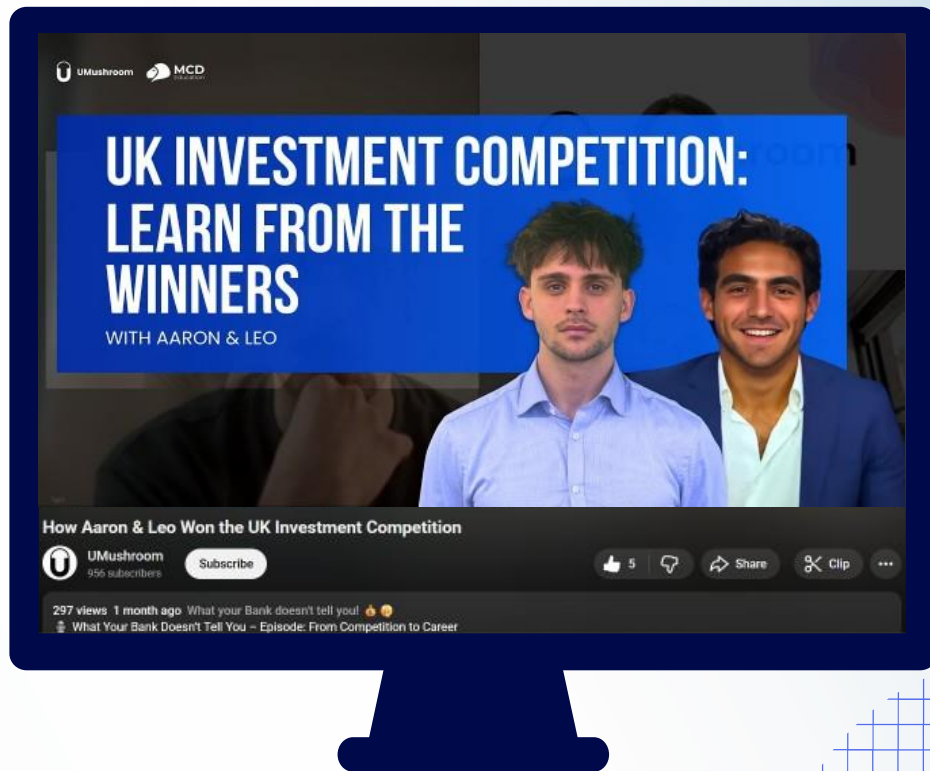 UMushroom MCD Education
UK INVESTMENT COMPETITION:
LEARN FROM THE
WINNERS
WITH AARON & LEO
room
How Aaron & Leo Won the UK Investment Competition
UMushroom
956 subscribers
Subscribe
5
Share
Clip
297 views 1 month ago What your Bank doesn't tell you!
What Your Bank Doesn't Tell You – Episode: From Competition to Career